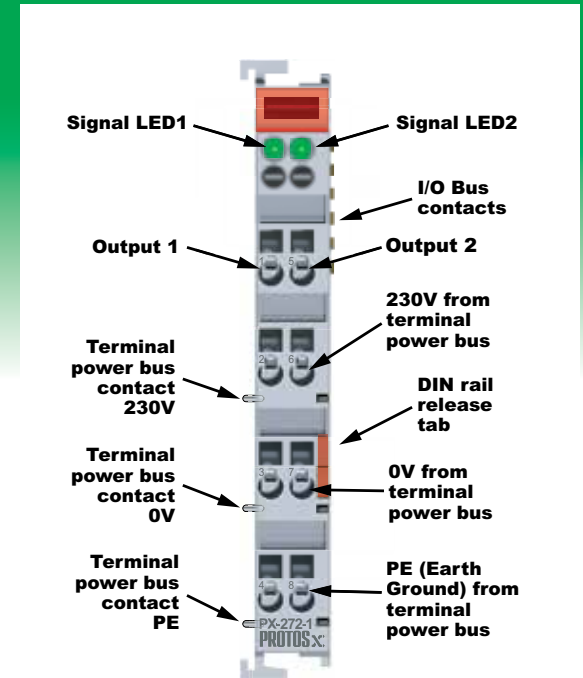 Signal LED1
Signal LED2
I/O Bus
contacts
Output 1
Output 2
1
5
230V from
terminal
power bus
Terminal
power bus
contact
230V
2
6
DIN rail
release
tab
Terminal
power bus
contact
0V
3
7
0V from
terminal
power bus
Terminal
power bus
contact
PE
4
8
PE (Earth
Ground) from
terminal
power bus
PX-272-1
PROTOS X